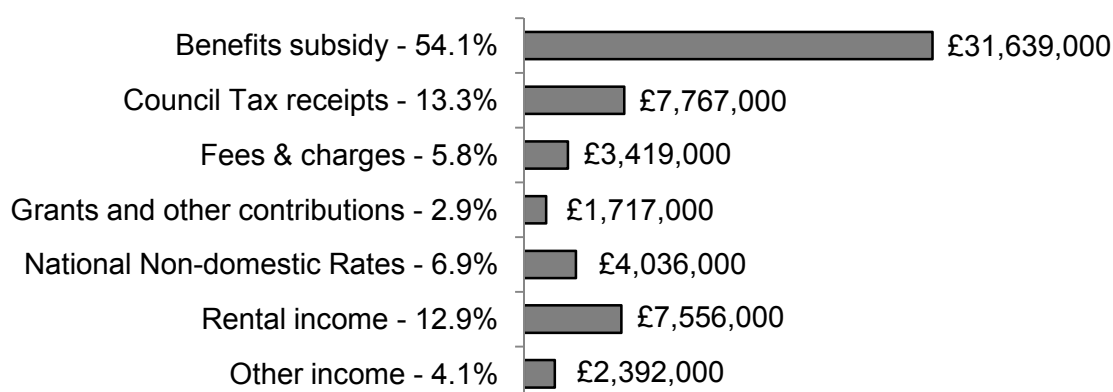 Benefits subsidy - 54.1% £31,639,000
Council Tax receipts - 13.3% £7,767,000
Fees & charges - 5.8% £3,419,000
Grants and other contributions - 2.9% £1,717,000
National Non-domestic Rates - 6.9% £4,036,000
Rental income - 12.9% £7,556,000
Other income - 4.1% £2,392,000